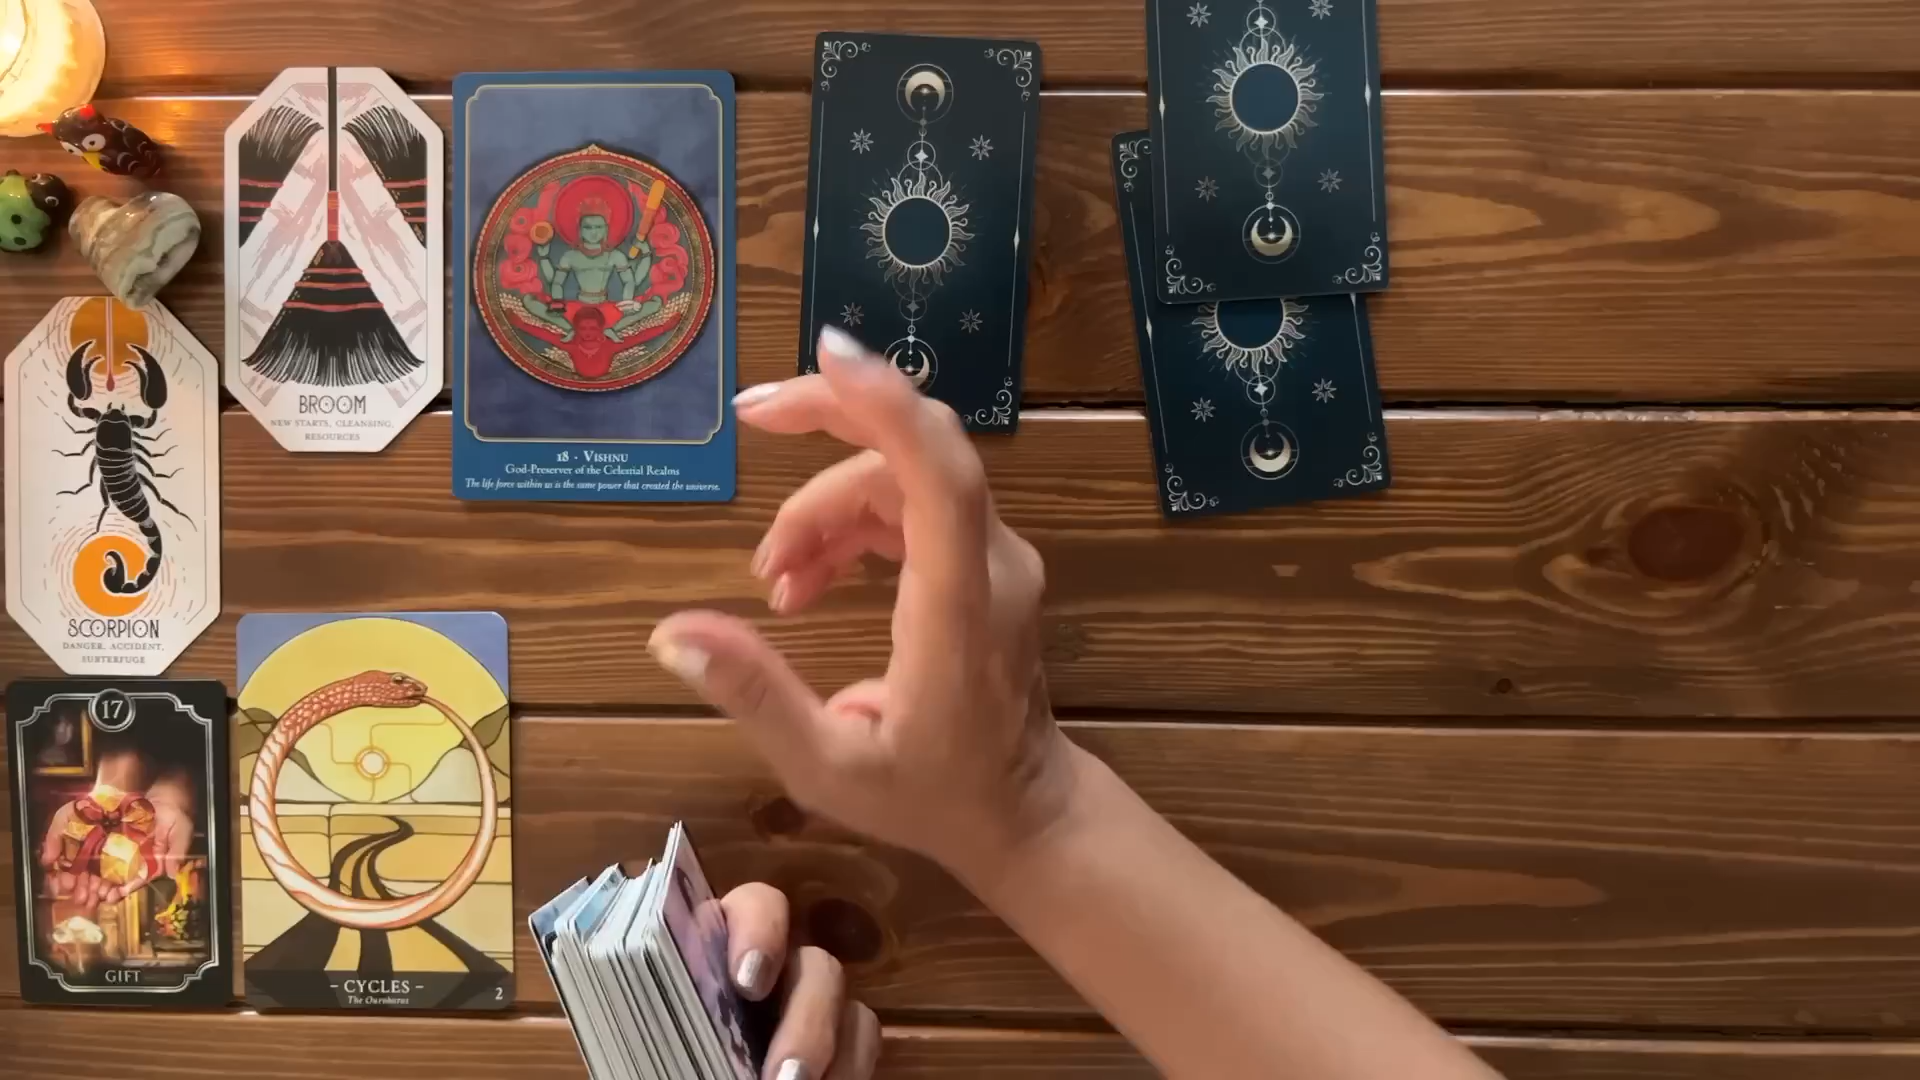 BROOM
NEW STARTS, CLEANSING,
RESOURCES
18 · VISHNU
God-Preserver of the Celestial Realms
The life force within us is the same power that created the universe.
SCORPION
DANGER, ACCIDENT,
SUBTERFUGE
17
GIFT
- CYCLES -
The Ouroboros
2